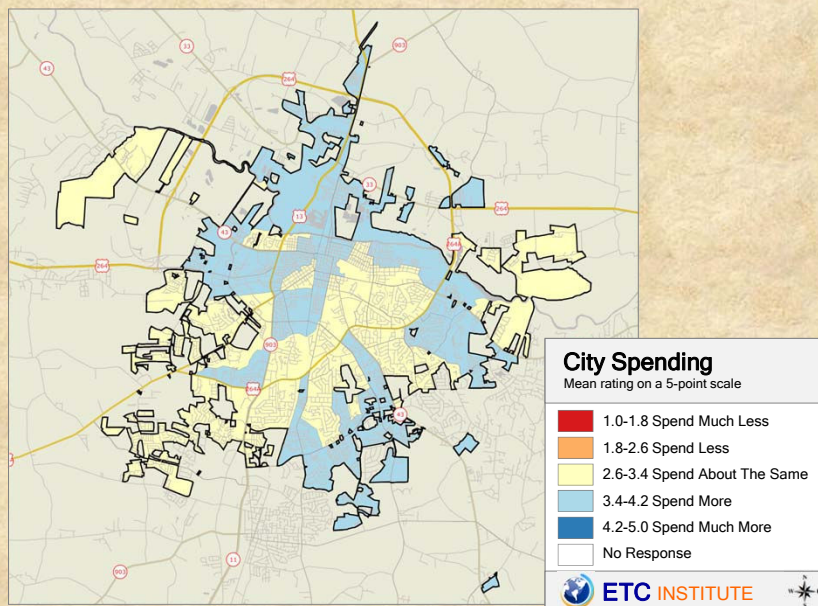 33
903
43
264
33
13
264
43
264A
264
903
264A
43
903
11
City Spending
Mean rating on a 5-point scale
1.0-1.8 Spend Much Less
1.8-2.6 Spend Less
2.6-3.4 Spend About The Same
3.4-4.2 Spend More
4.2-5.0 Spend Much More
No Response
ETC INSTITUTE